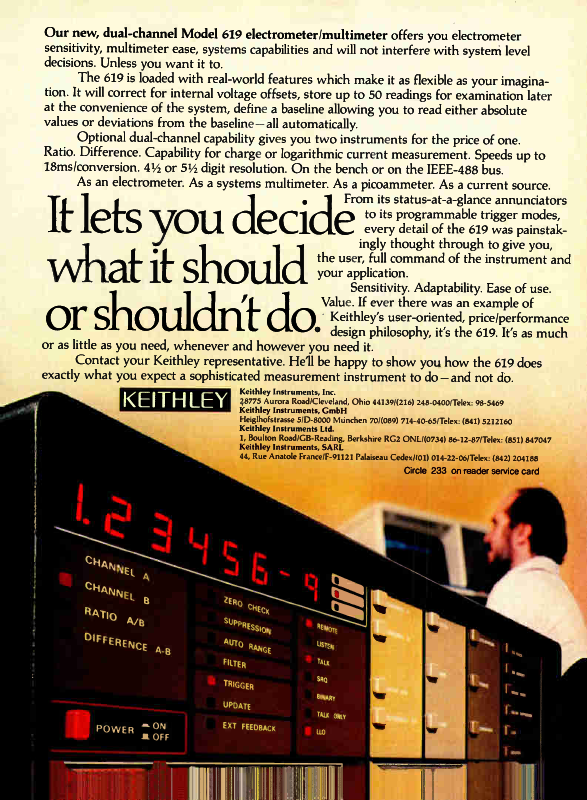 Our new, dual-channel Model 619 electrometer/multimeter offers you electrometer
sensitivity, multimeter ease, systems capabilities and will not interfere with system level
decisions. Unless you want it to.
The 619 is loaded with real-world features which make it as flexible as your imagina-
tion. It will correct for internal voltage offsets, store up to 50 readings for examination later
at the convenience of the system, define a baseline allowing you to read either absolute
values or deviations from the baseline—all automatically.
Optional dual-channel capability gives you two instruments for the price of one.
Ratio. Difference. Capability for charge or logarithmic current measurement. Speeds up to
18ms/conversion. 4½ or 5½ digit resolution. On the bench or on the IEEE-488 bus.
As an electrometer. As a systems multimeter. As a picoammeter. As a current source.
It lets you decide
what it should
or shouldn't do.
From its status-at-a-glance annunciators
to its programmable trigger modes,
every detail of the 619 was painstak-
ingly thought through to give you,
the user, full command of the instrument and
your application.
Sensitivity. Adaptability. Ease of use.
Value. If ever there was an example of
Keithley's user-oriented, price/performance
design philosophy, it's the 619. It's as much
or as little as you need, whenever and however you need it.
Contact your Keithley representative. He'll be happy to show you how the 619 does
exactly what you expect a sophisticated measurement instrument to do—and not do.
KEITHLEY
Keithley Instruments, Inc.
28775 Aurora Road/Cleveland, Ohio 44139/(216) 248-0400/Telex: 98-5469
Keithley Instruments, GmbH
Heiglhofstrasse 5/D-8000 Munchen 70/(089) 714-40-65/Telex: (841) 5212160
Keithley Instruments Ltd.
1, Boulton Road/GB-Reading, Berkshire RG2 ONL/(0734) 86-12-87/Telex: (851) 847047
Keithley Instruments, SARL
44, Rue Anatole France/F-91121 Palaiseau Cedex/(01) 014-22-06/Telex: (842) 204188
Circle 233 on reader service card
1.23456-9
CHANNEL A
CHANNEL B
RATIO A/B
DIFFERENCE A-B
ZERO CHECK
SUPPRESSION
AUTO RANGE
FILTER
TRIGGER
UPDATE
EXT FEEDBACK
REMOTE
LISTEN
TALK
SRQ
BINARY
TALK ONLY
LLO
POWER
ON
OFF